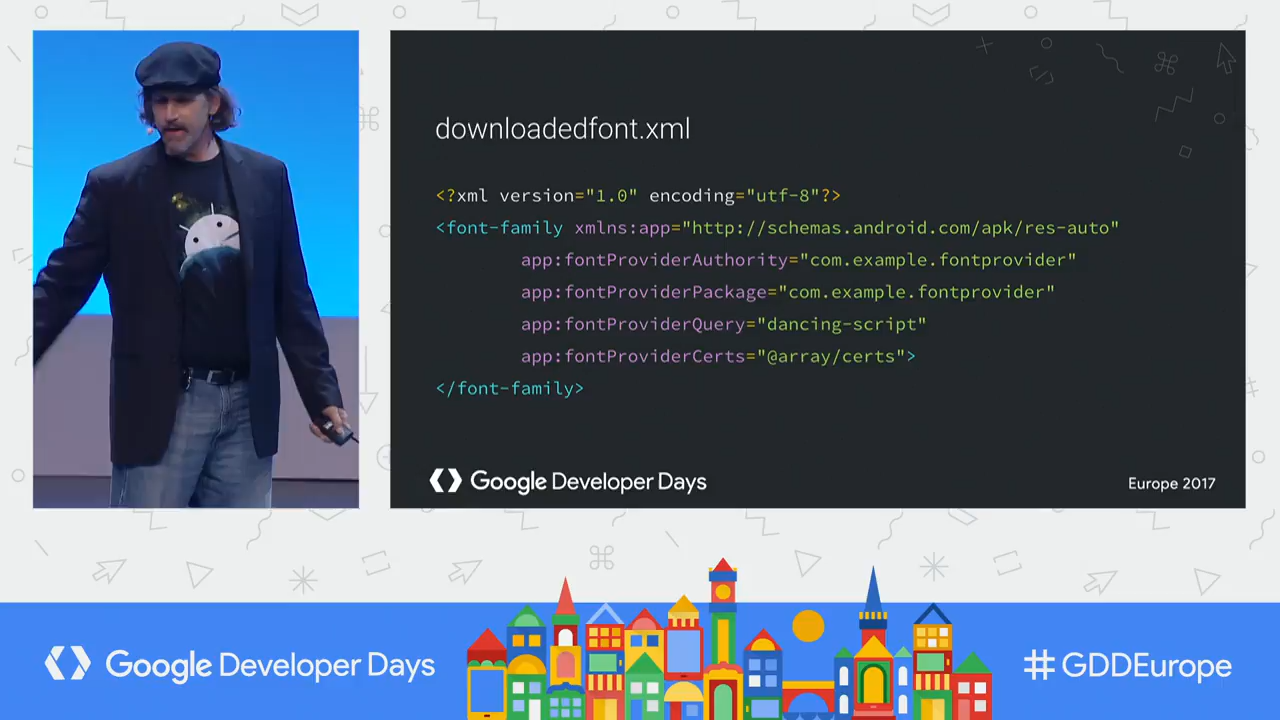 downloadedfont.xml
<?xml version="1.0" encoding="utf-8"?>
<font-family xmlns:app="http://schemas.android.com/apk/res-auto"
app:fontProviderAuthority="com.example.fontprovider"
app:fontProviderPackage="com.example.fontprovider"
app:fontProviderQuery="dancing-script"
app:fontProviderCerts="@array/certs">
</font-family>
Google Developer Days
Europe 2017
Google Developer Days
#GDDEurope